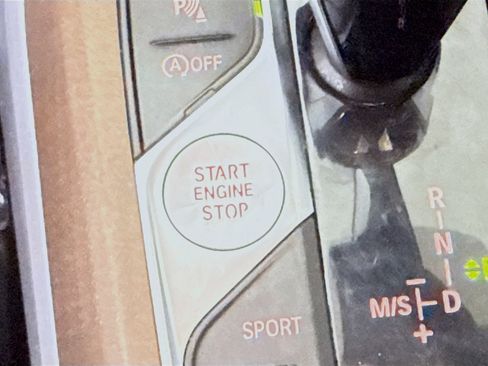 P
A OFF
START
ENGINE
STOP
SPORT
R
N
M/S D
+